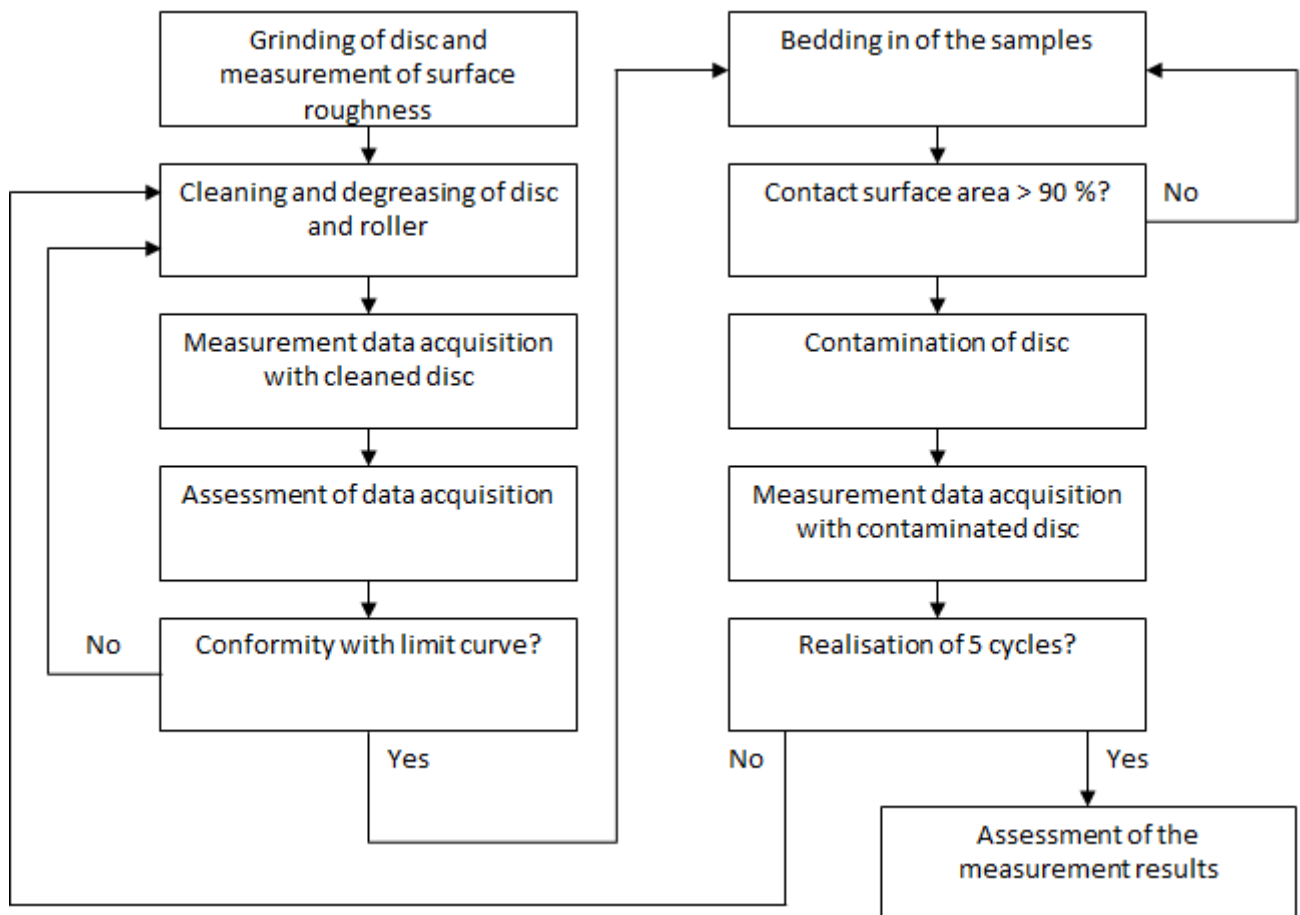 Grinding of disc and
measurement of surface
roughness
Cleaning and degreasing of disc
and roller
Measurement data acquisition
with cleaned disc
Assessment of data acquisition
Conformity with limit curve?
No
Yes
Bedding in of the samples
Contact surface area > 90 %?
No
Contamination of disc
Measurement data acquisition
with contaminated disc
Realisation of 5 cycles?
No
Yes
Assessment of the
measurement results